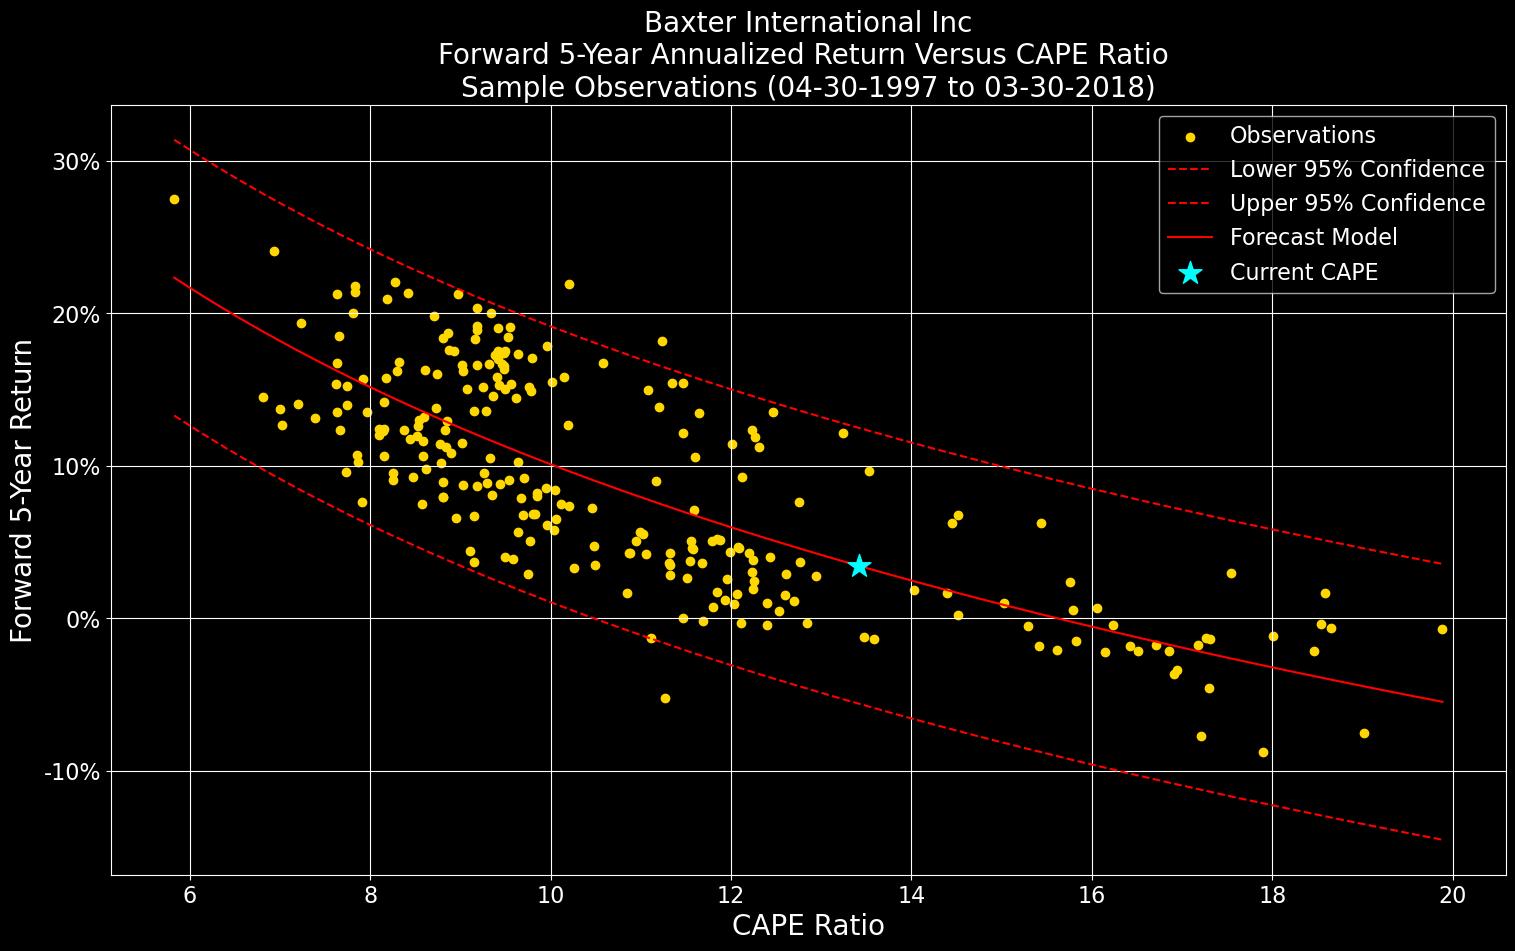 Baxter International Inc
Forward 5-Year Annualized Return Versus CAPE Ratio
Sample Observations (04-30-1997 to 03-30-2018)
Observations
Lower 95% Confidence
Upper 95% Confidence
Forecast Model
Current CAPE
Forward 5-Year Return
30%
20%
10%
0%
-10%
6 8 10 12 14 16 18 20
CAPE Ratio